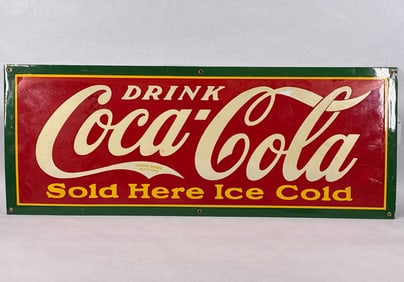 DRINK
Coca-Cola
Sold Here Ice Cold